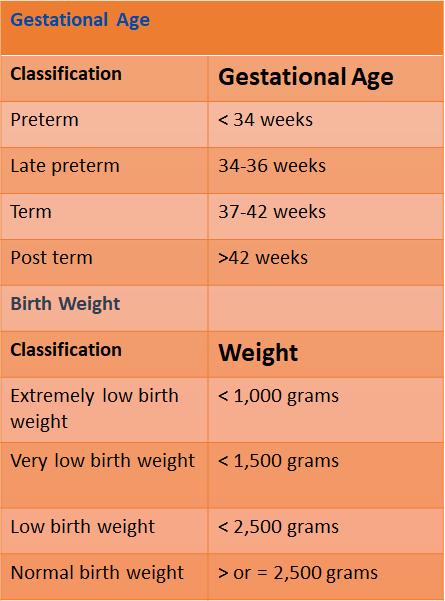 Gestational Age
Classification Gestational Age
Preterm < 34 weeks
Late preterm 34-36 weeks
Term 37-42 weeks
Post term >42 weeks
Birth Weight
Classification Weight
Extremely low birth < 1,000 grams
weight
Very low birth weight < 1,500 grams
Low birth weight < 2,500 grams
Normal birth weight > or = 2,500 grams